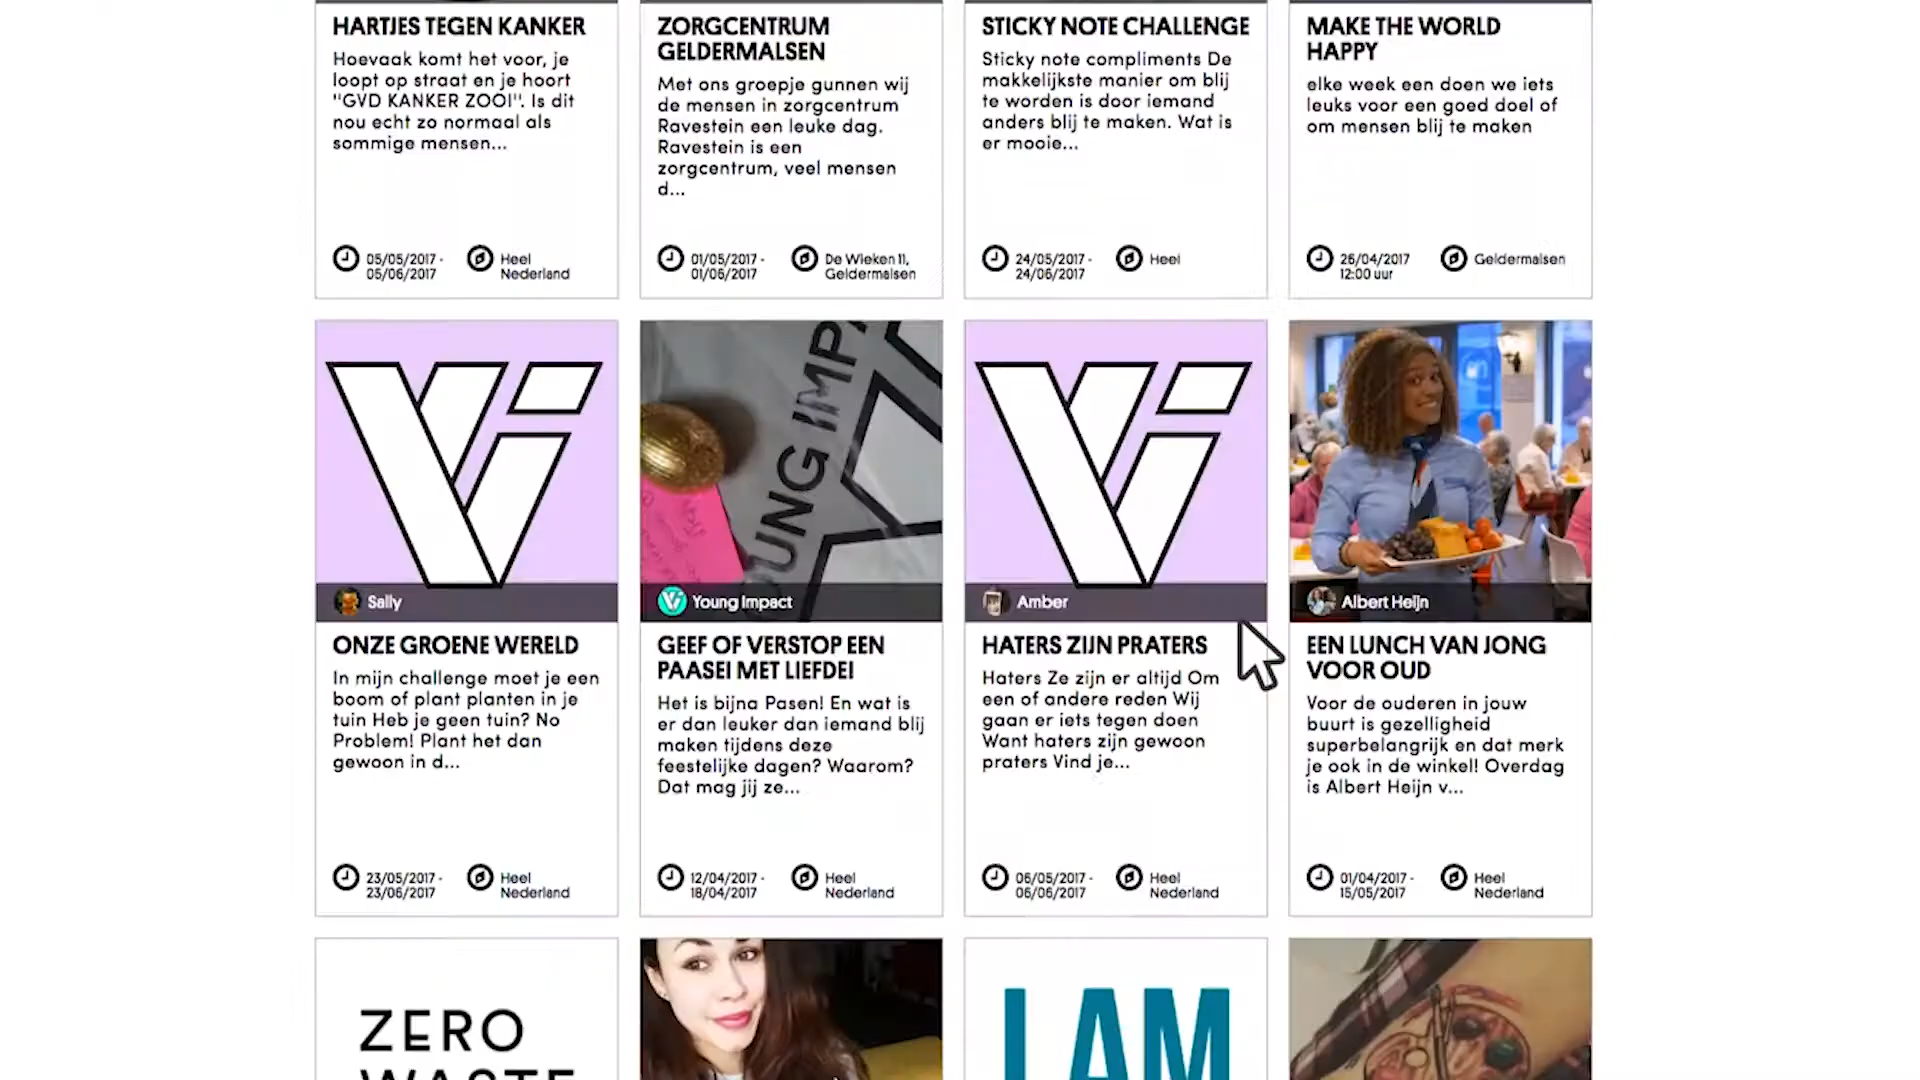 HARTJES TEGEN KANKER
Hoevaak komt het voor, je
loopt op straat en je hoort
"GVD KANKER ZOOI". Is dit
nou echt zo normaal als
sommige mensen...
05/05/2017 -
05/06/2017
Heel
Nederland
ZORGCENTRUM
GELDERMALSEN
Met ons groepje gunnen wij
de mensen in zorgcentrum
Ravestein een leuke dag.
Ravestein is een
zorgcentrum, veel mensen
d...
01/05/2017 -
01/06/2017
De Wieken 11,
Geldermalsen
STICKY NOTE CHALLENGE
Sticky note compliments De
makkelijkste manier om blij
te worden is door iemand
anders blij te maken. Wat is
er mooie...
24/05/2017 -
24/06/2017
Heel
MAKE THE WORLD
HAPPY
elke week een doen we iets
leuks voor een goed doel of
om mensen blij te maken
26/04/2017
12:00 uur
Geldermalsen
Vi
Sally
ONZE GROENE WERELD
In mijn challenge moet je een
boom of plant planten in je
tuin Heb je geen tuin? No
Problem! Plant het dan
gewoon in d...
23/05/2017 -
23/06/2017
Heel
Nederland
YOUNG IMPA
Young Impact
GEEF OF VERSTOP EEN
PAASEI MET LIEFDE!
Het is bijna Pasen! En wat is
er dan leuker dan iemand blij
maken tijdens deze
feestelijke dagen? Waarom?
Dat mag jij ze...
12/04/2017 -
18/04/2017
Heel
Nederland
Vi
Amber
HATERS ZIJN PRATERS
Haters Ze zijn er altijd Om
een of andere reden Wij
gaan er iets tegen doen
Want haters zijn gewoon
praters Vind je...
06/05/2017 -
06/06/2017
Heel
Nederland
Albert Heijn
EEN LUNCH VAN JONG
VOOR OUD
Voor de ouderen in jouw
buurt is gezelligheid
superbelangrijk en dat merk
je ook in de winkel! Overdag
is Albert Heijn v...
01/04/2017 -
15/05/2017
Heel
Nederland
ZERO
WASTE
I AM